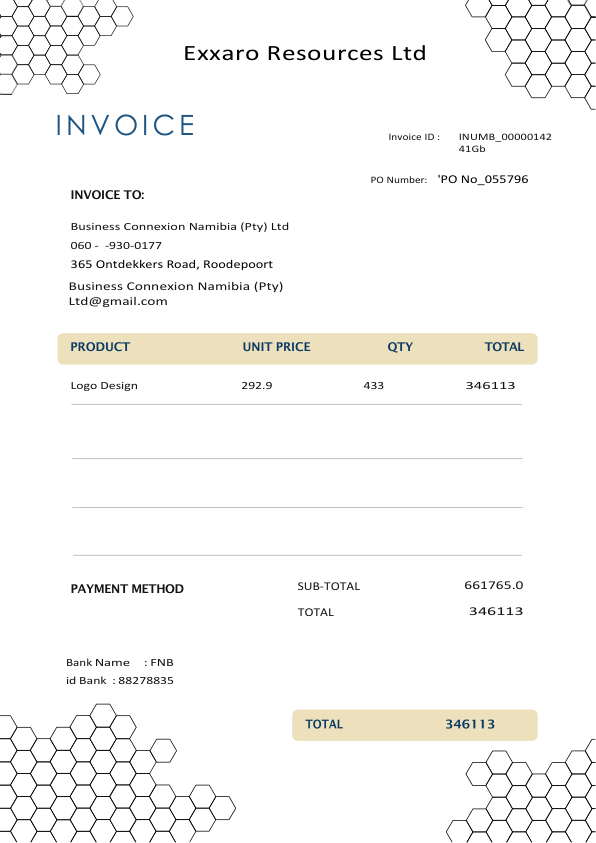 Exxaro Resources Ltd
INVOICE
Invoice ID : INUMB_00000142
41Gb
PO Number: 'PO No_055796
INVOICE TO:
Business Connexion Namibia (Pty) Ltd
060 - -930-0177
365 Ontdekkers Road, Roodepoort
Business Connexion Namibia (Pty)
Ltd@gmail.com
PRODUCT UNIT PRICE QTY TOTAL
Logo Design 292.9 433 346113
SUB-TOTAL 661765.0
PAYMENT METHOD
TOTAL 346113
Bank Name : FNB
id Bank : 88278835
TOTAL 346113